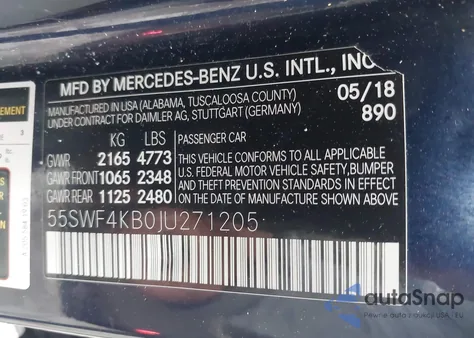 MFD BY MERCEDES-BENZ U.S. INTL., INC
MANUFACTURED IN USA (ALABAMA, TUSCALOOSA COUNTY)
UNDER CONTRACT FOR DAIMLER AG, STUTTGART (GERMANY)
05/18
890
KG LBS
GVWR 2165 4773
GAWR FRONT 1065 2348
GAWR REAR 1125 2480
PASSENGER CAR
THIS VEHICLE CONFORMS TO ALL APPLICABLE
U.S. FEDERAL MOTOR VEHICLE SAFETY,BUMPER
AND THEFT PREVENTION STANDARDS IN EFFECT
ON THE DATE OF MANUFACTURE SHOWN ABOVE.
55SWF4KB0JU271205
EMENT
autoSnap